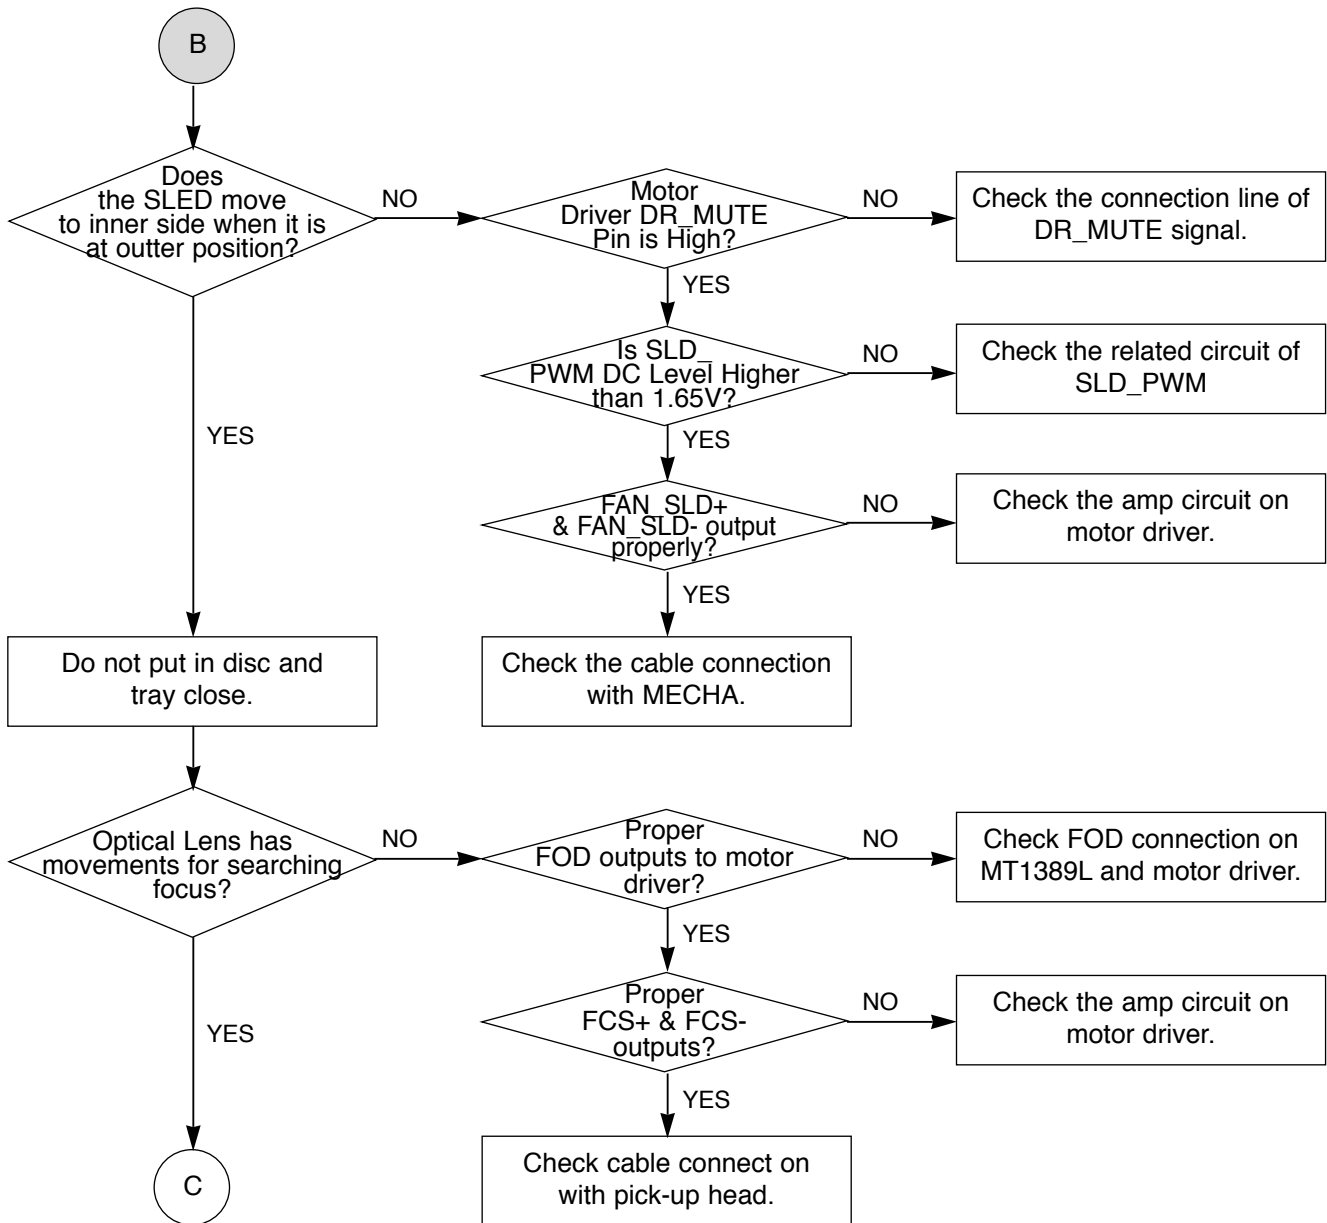 B
Does
the SLED move
to inner side when it is
at outter position?
NO
Motor
Driver DR_MUTE
Pin is High?
NO
Check the connection line of
DR_MUTE signal.
YES
Is SLD_
PWM DC Level Higher
than 1.65V?
NO
Check the related circuit of
SLD_PWM
YES
YES
FAN_SLD+
& FAN_SLD- output
properly?
NO
Check the amp circuit on
motor driver.
YES
Do not put in disc and
tray close.
Check the cable connection
with MECHA.
Optical Lens has
movements for searching
focus?
NO
Proper
FOD outputs to motor
driver?
NO
Check FOD connection on
MT1389L and motor driver.
YES
YES
Proper
FCS+ & FCS-
outputs?
NO
Check the amp circuit on
motor driver.
YES
C
Check cable connect on
with pick-up head.